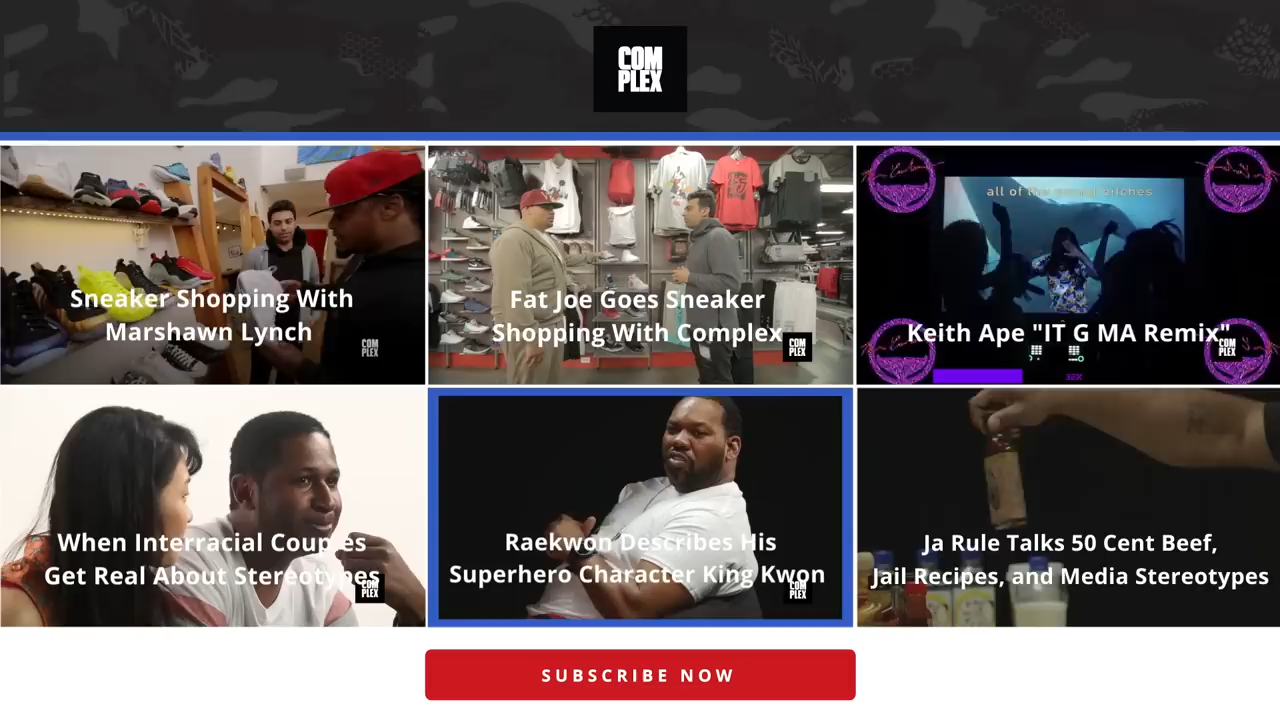 COM
PLEX
Sneaker Shopping With
Marshawn Lynch
COM
PLEX
Fat Joe Goes Sneaker
Shopping With Complex
COM
PLEX
all of the
Keith Ape "IT G MA Remix"
COM
PLEX
When Interracial Couples
Get Real About Stereotypes
COM
PLEX
Raekwon Describes His
Superhero Character King Kwon
COM
PLEX
Ja Rule Talks 50 Cent Beef,
Jail Recipes, and Media Stereotypes
SUBSCRIBE NOW